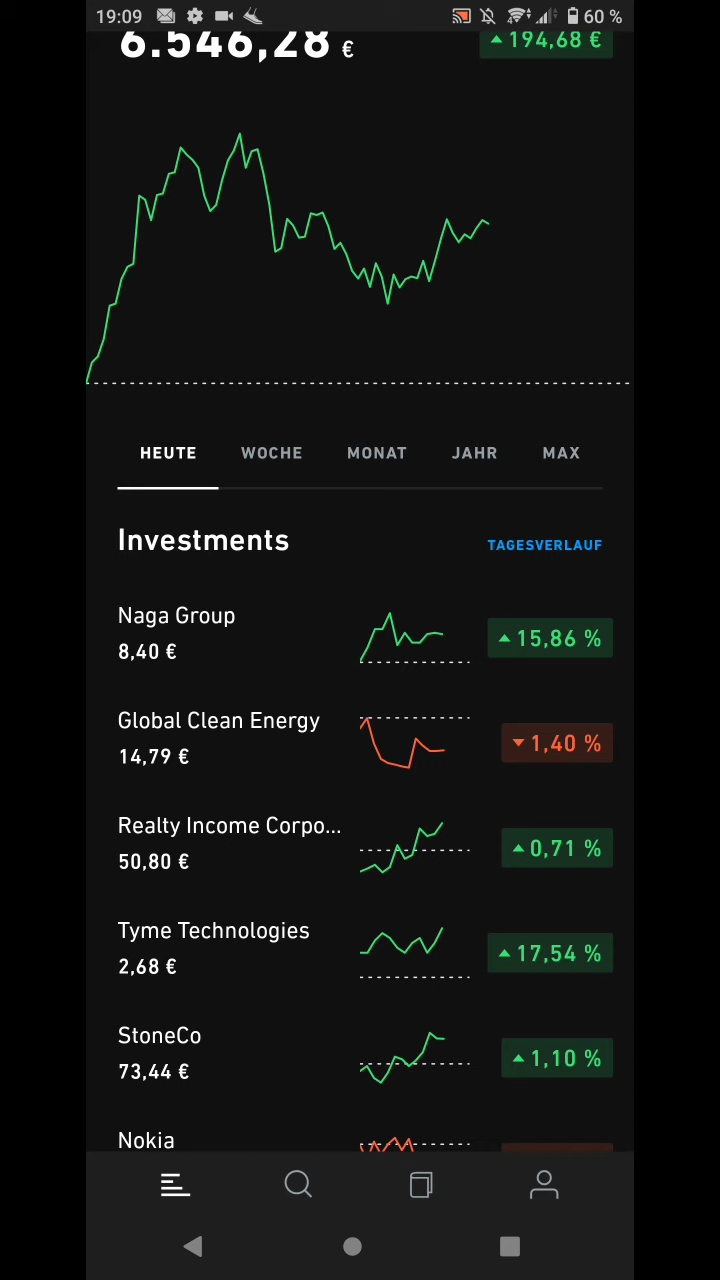 19:09 60 %
6.546,28 € 194,68 €
HEUTE WOCHE MONAT JAHR MAX
Investments TAGESVERLAUF
Naga Group
8,40 €
15,86 %
Global Clean Energy
14,79 €
1,40 %
Realty Income Corpo...
50,80 €
0,71 %
Tyme Technologies
2,68 €
17,54 %
StoneCo
73,44 €
1,10 %
Nokia